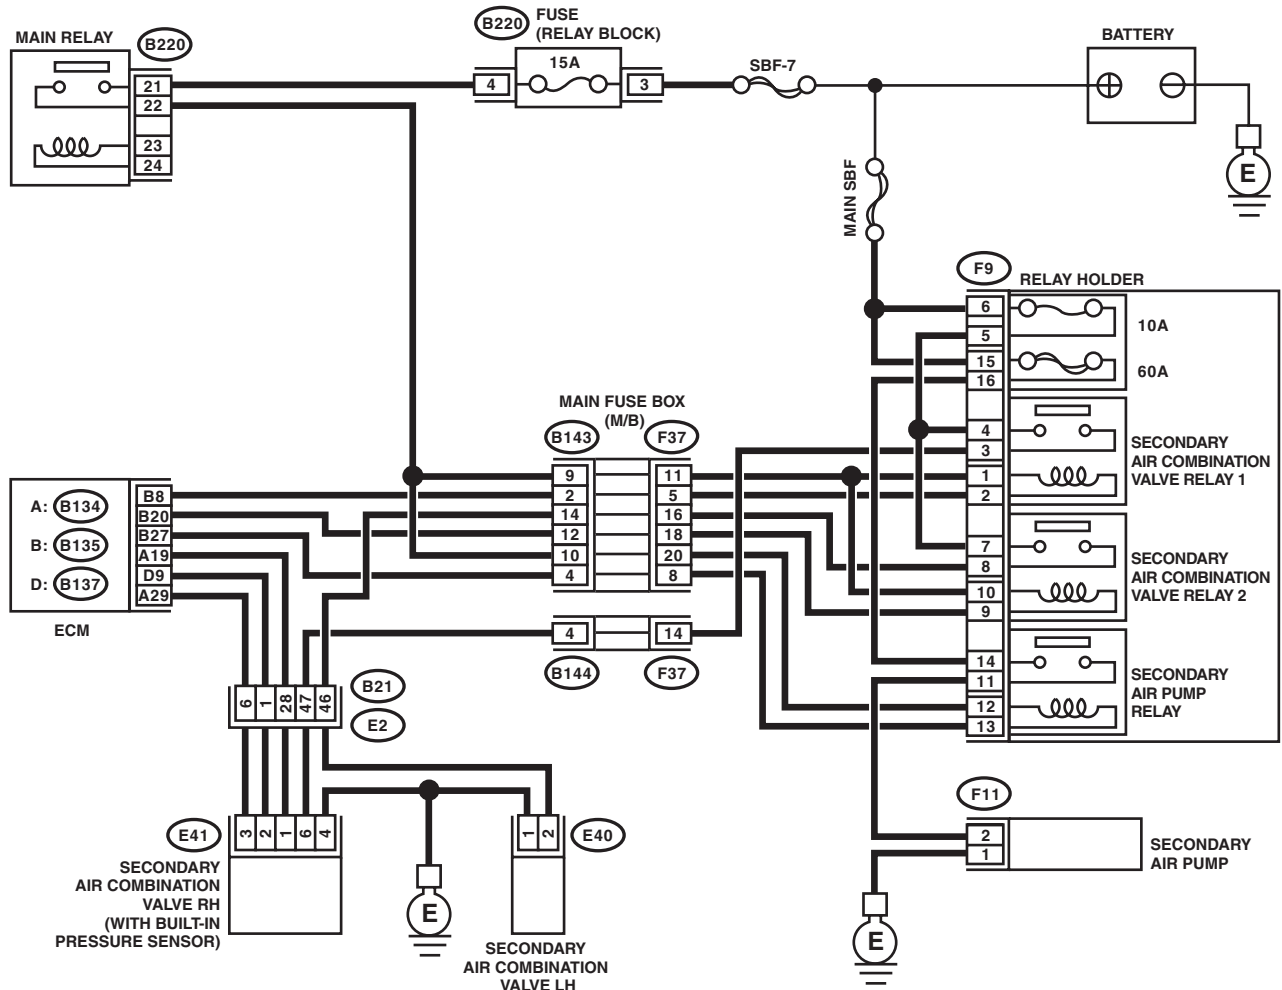 MAIN RELAY
B220
21
22
23
24
B220
FUSE
(RELAY BLOCK)
15A
4
3
SBF-7
BATTERY
E
MAIN SBF
F9
RELAY HOLDER
6
5
15
16
4
3
1
2
7
8
10
9
14
11
12
13
10A
60A
SECONDARY
AIR COMBINATION
VALVE RELAY 1
SECONDARY
AIR COMBINATION
VALVE RELAY 2
SECONDARY
AIR PUMP
RELAY
MAIN FUSE BOX
(M/B)
B143
F37
9 11
2 5
14 16
12 18
10 20
4 8
4 14
B144
F37
A: B134
B: B135
D: B137
B8
B20
B27
A19
D9
A29
ECM
6 1 28 47 46
B21
E2
E41
3 2 1 6 4
SECONDARY
AIR COMBINATION
VALVE RH
(WITH BUILT-IN
PRESSURE SENSOR)
E
1 2
E40
SECONDARY
AIR COMBINATION
VALVE LH
F11
2
1
SECONDARY
AIR PUMP
E